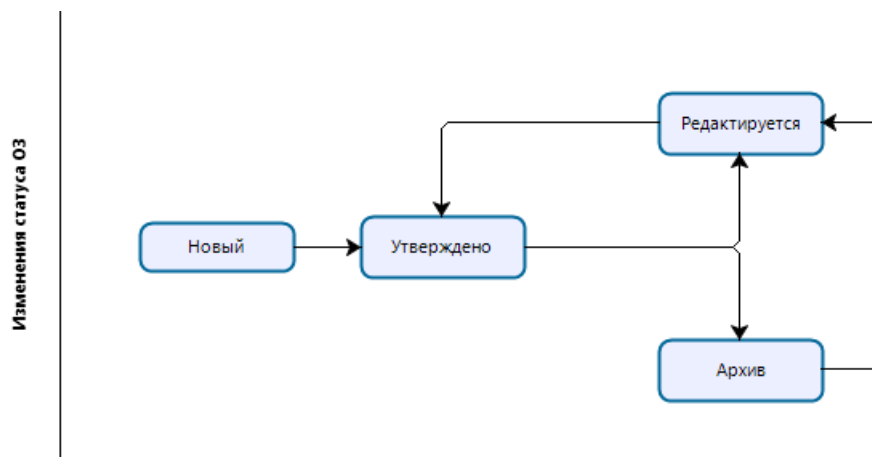 Изменения статуса ОЗ
Редактируется
Новый
Утверждено
Архив